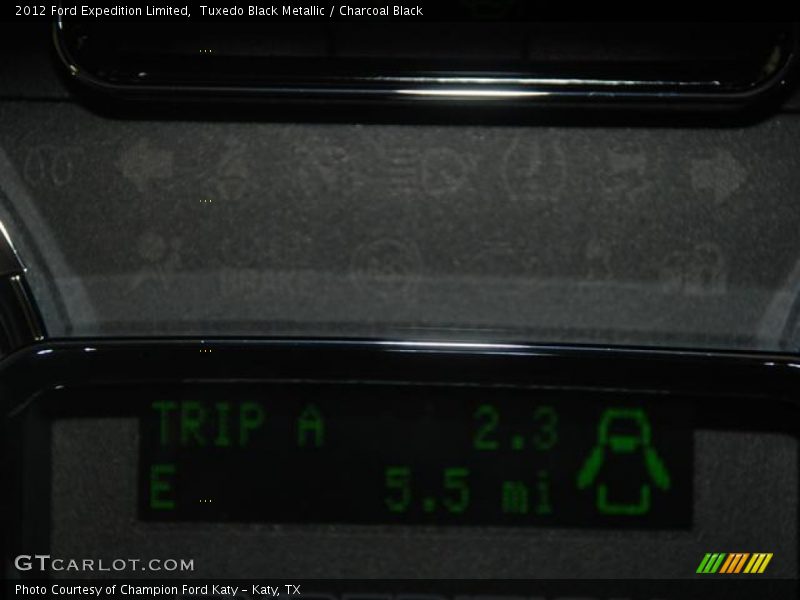 2012 Ford Expedition Limited,  Tuxedo Black Metallic / Charcoal Black
TRIP A 2.3
E 5.5 mi
GTCARLOT.COM
Photo Courtesy of Champion Ford Katy - Katy, TX